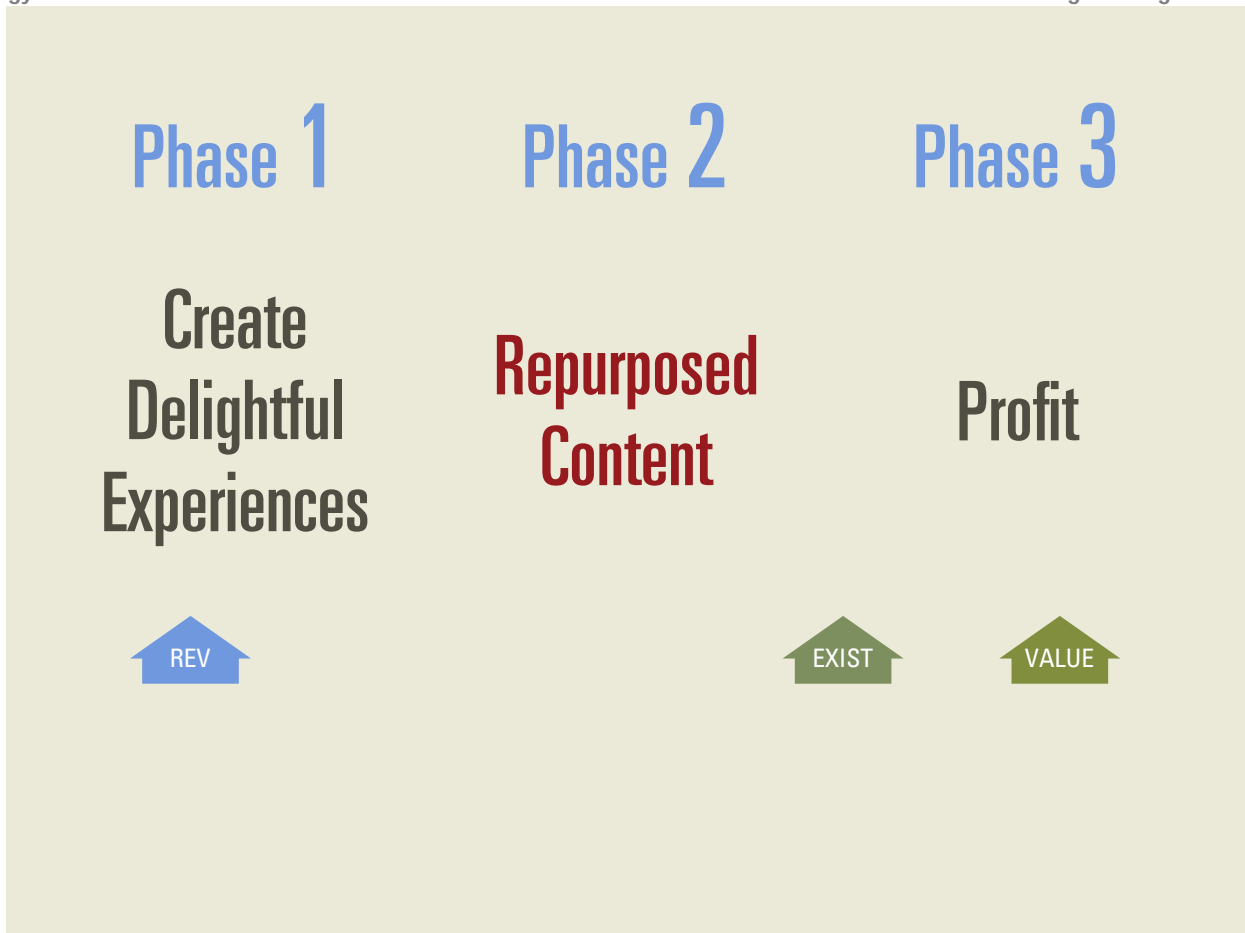 Phase 1
Phase 2
Phase 3
Create
Delightful
Experiences
Repurposed
Content
Profit
REV
EXIST
VALUE